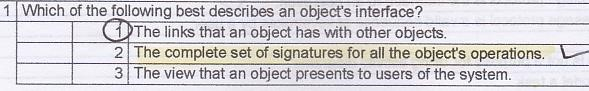 1 Which of the following best describes an object's interface?
1 The links that an object has with other objects.
2 The complete set of signatures for all the object's operations.
3 The view that an object presents to users of the system.